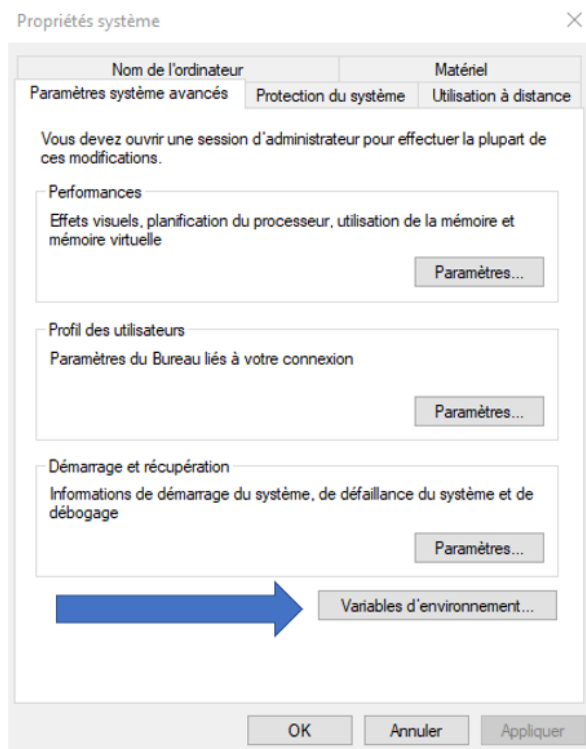 Propriétés système
Nom de l'ordinateur
Matériel
Paramètres système avancés
Protection du système
Utilisation à distance
Vous devez ouvrir une session d'administrateur pour effectuer la plupart de
ces modifications.
Performances
Effets visuels, planification du processeur, utilisation de la mémoire et
mémoire virtuelle
Paramètres...
Profil des utilisateurs
Paramètres du Bureau liés à votre connexion
Paramètres...
Démarrage et récupération
Informations de démarrage du système, de défaillance du système et de
débogage
Paramètres...
Variables d'environnement...
OK
Annuler
Appliquer